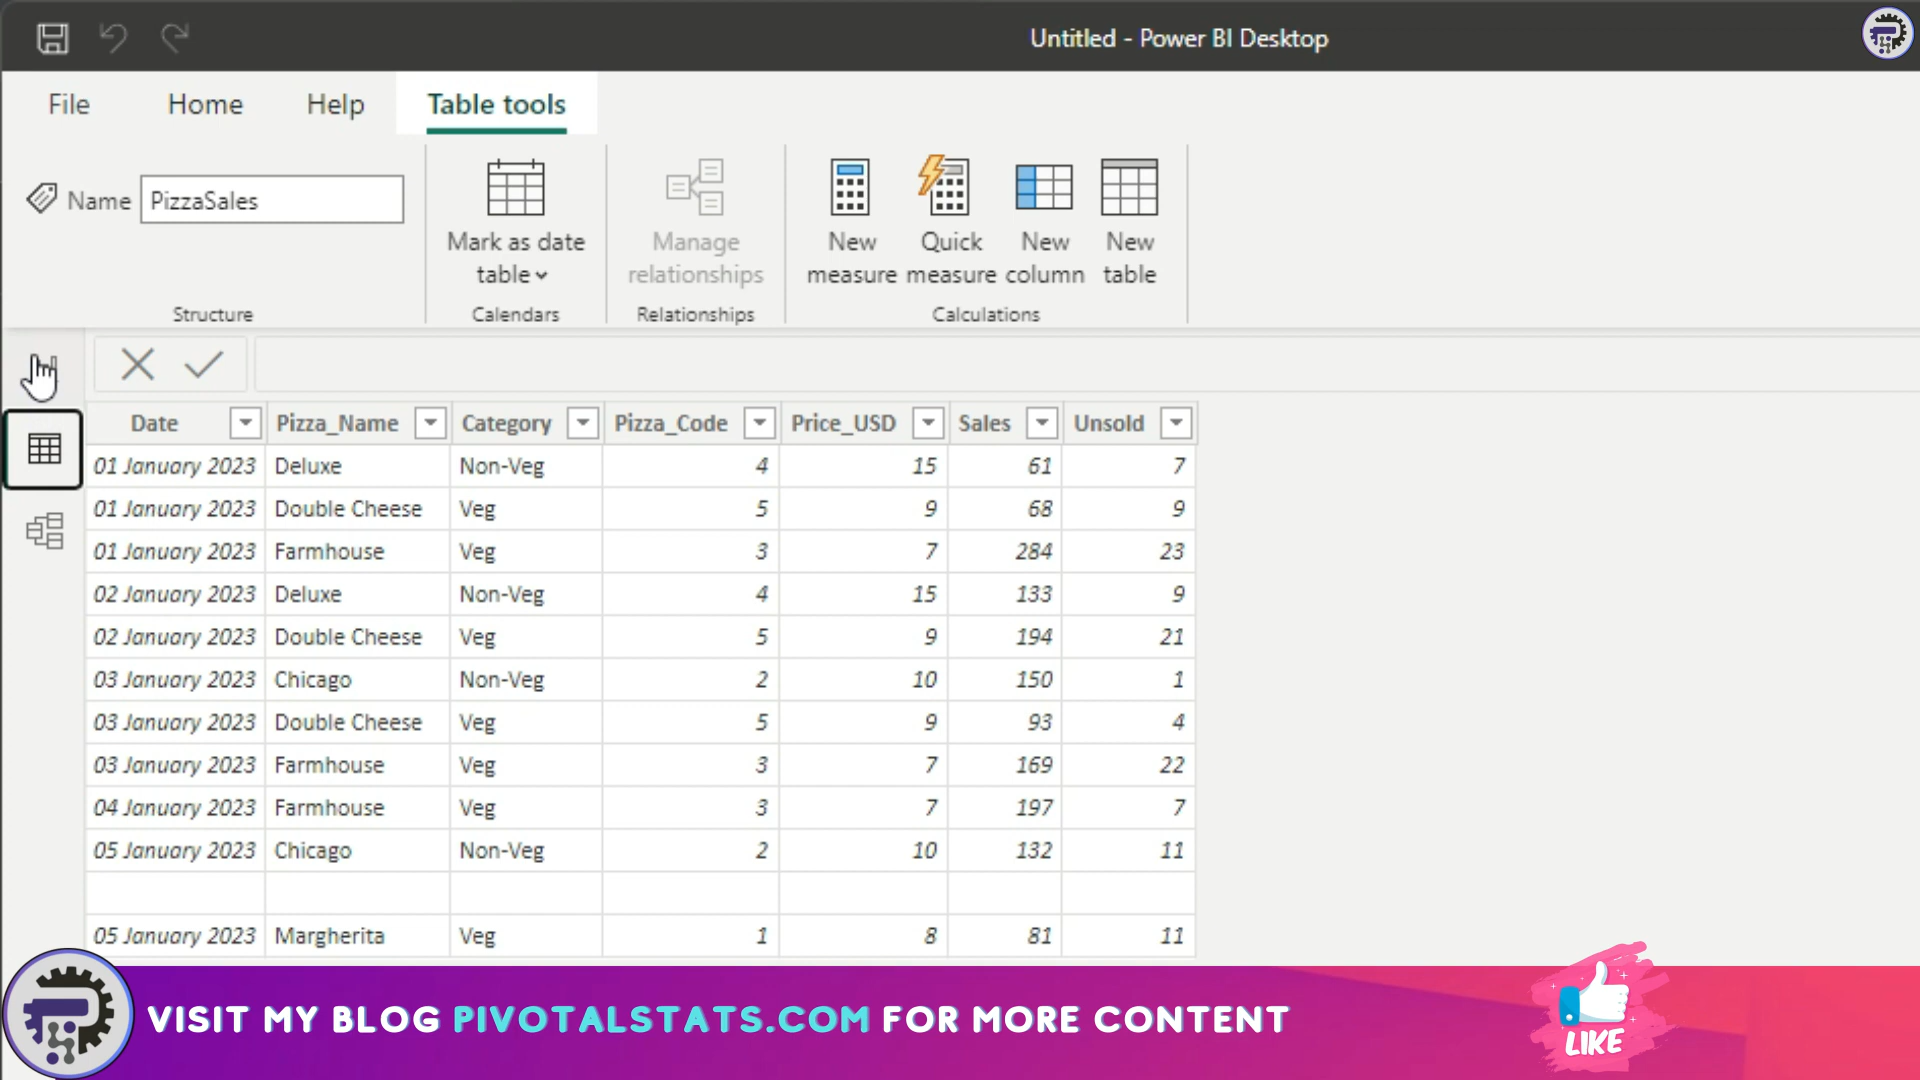 Untitled - Power BI Desktop
File Home Help Table tools
Name PizzaSales
Mark as date table
Manage relationships
New measure
Quick measure
New column
New table
Structure Calendars Relationships Calculations
Date Pizza_Name Category Pizza_Code Price_USD Sales Unsold
01 January 2023 Deluxe Non-Veg 4 15 61 7
01 January 2023 Double Cheese Veg 5 9 68 9
01 January 2023 Farmhouse Veg 3 7 284 23
02 January 2023 Deluxe Non-Veg 4 15 133 9
02 January 2023 Double Cheese Veg 5 9 194 21
03 January 2023 Chicago Non-Veg 2 10 150 1
03 January 2023 Double Cheese Veg 5 9 93 4
03 January 2023 Farmhouse Veg 3 7 169 22
04 January 2023 Farmhouse Veg 3 7 197 7
05 January 2023 Chicago Non-Veg 2 10 132 11
05 January 2023 Margherita Veg 1 8 81 11
VISIT MY BLOG PIVOTALSTATS.COM FOR MORE CONTENT
LIKE